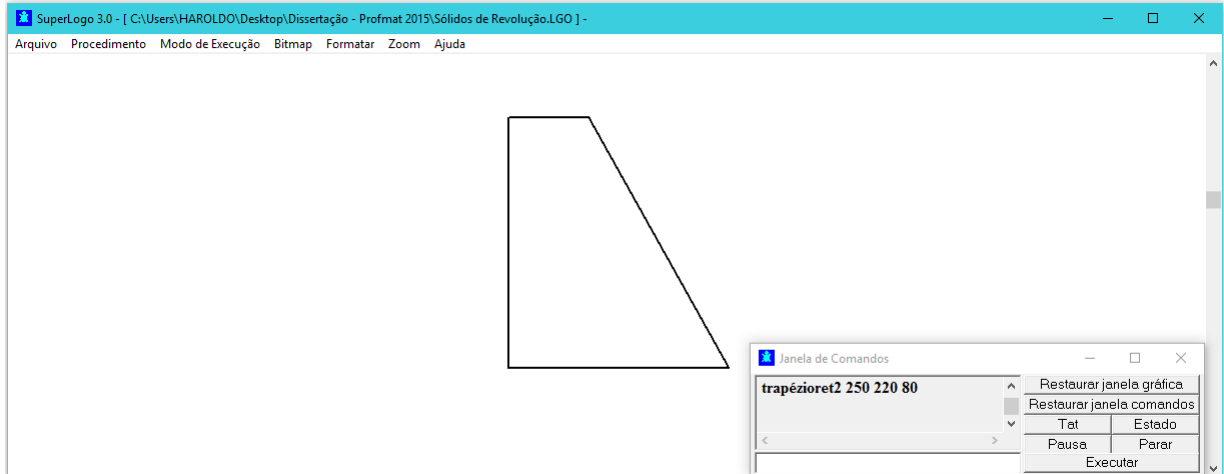 SuperLogo 3.0 - [ C:\Users\HAROLDO\Desktop\Dissertação - Profmat 2015\Sólidos de Revolução.LGO ] -
Arquivo Procedimento Modo de Execução Bitmap Formatar Zoom Ajuda
Janela de Comandos
trapézioret2 250 220 80
Restaurar janela gráfica
Restaurar janela comandos
Tat Estado
Pausa Parar
Executar